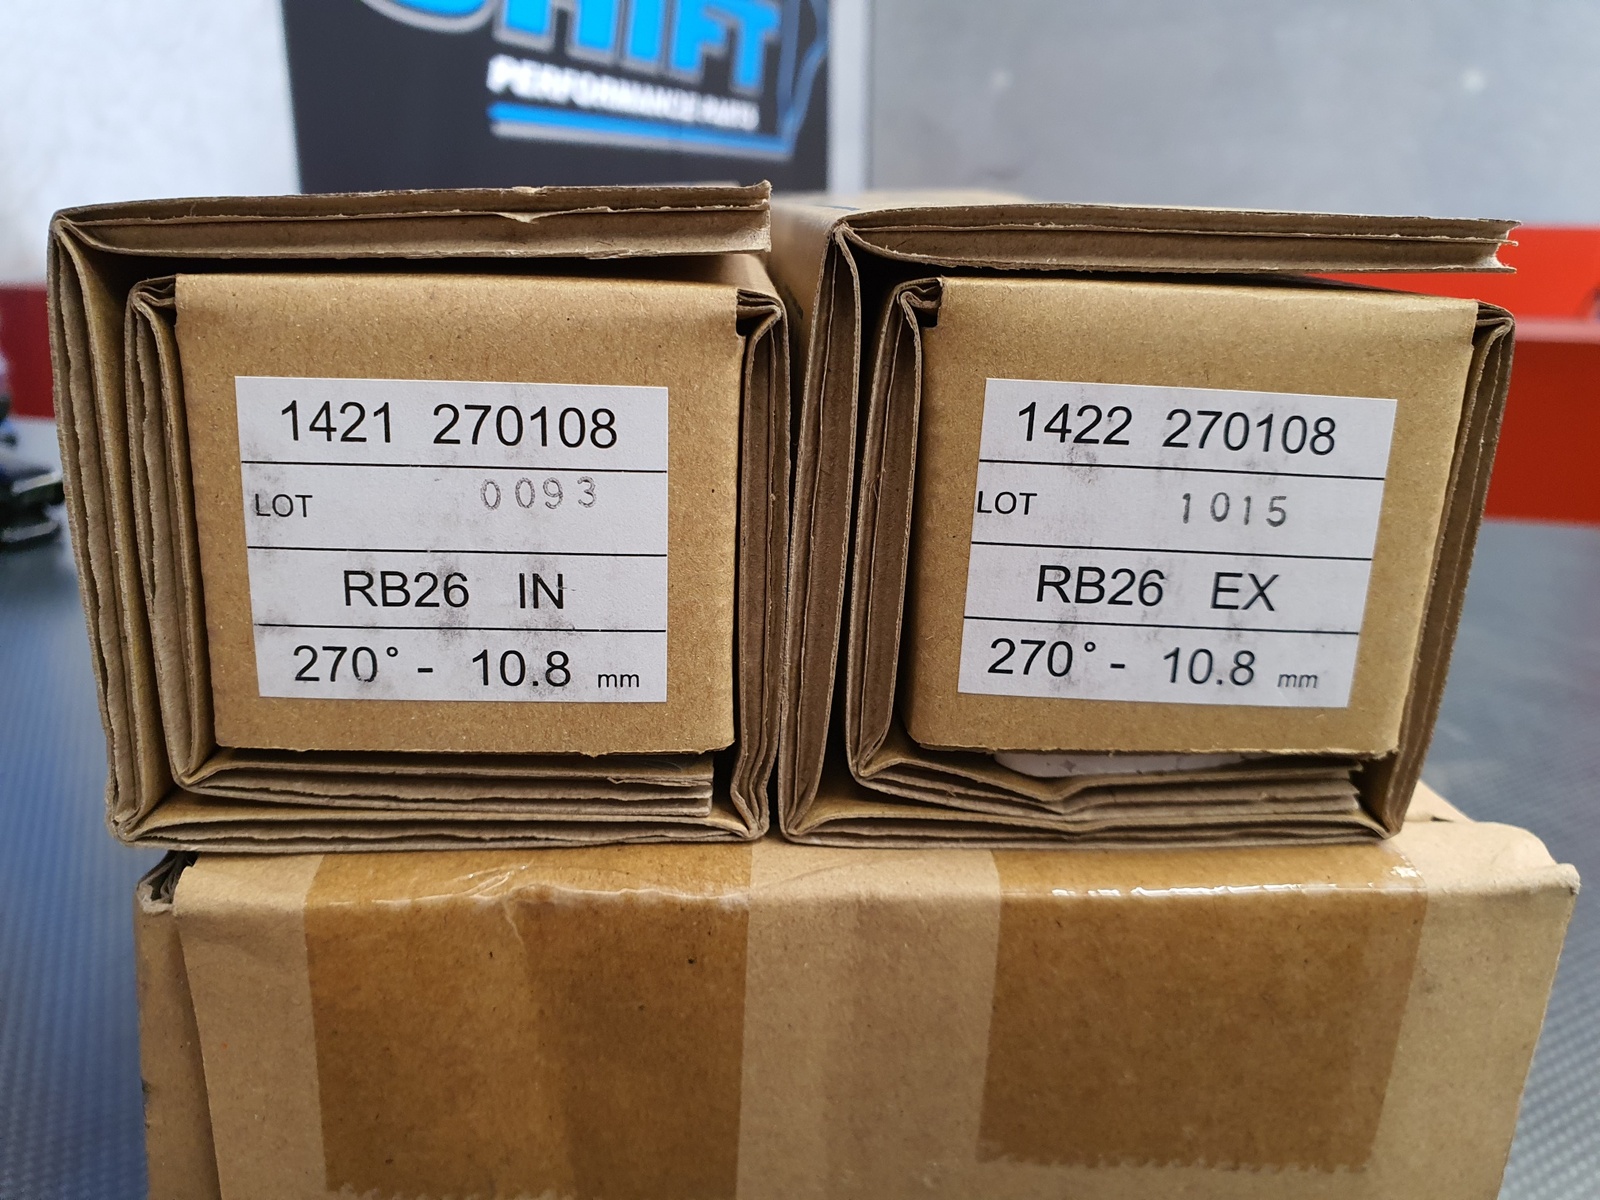 SHIFT
PERFORMANCE PARTS
1421 270108
LOT 0093
RB26 IN
270° - 10.8 mm
1422 270108
LOT 1015
RB26 EX
270° - 10.8 mm